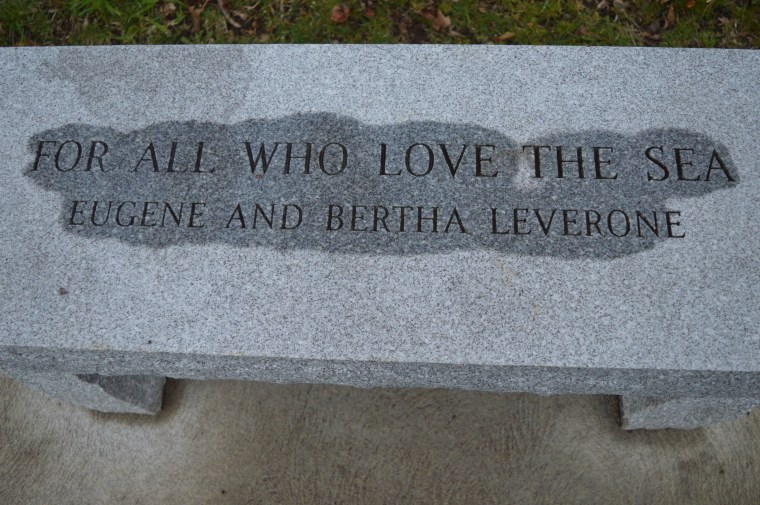 FOR ALL WHO LOVE THE SEA
EUGENE AND BERTHA LEVERONE